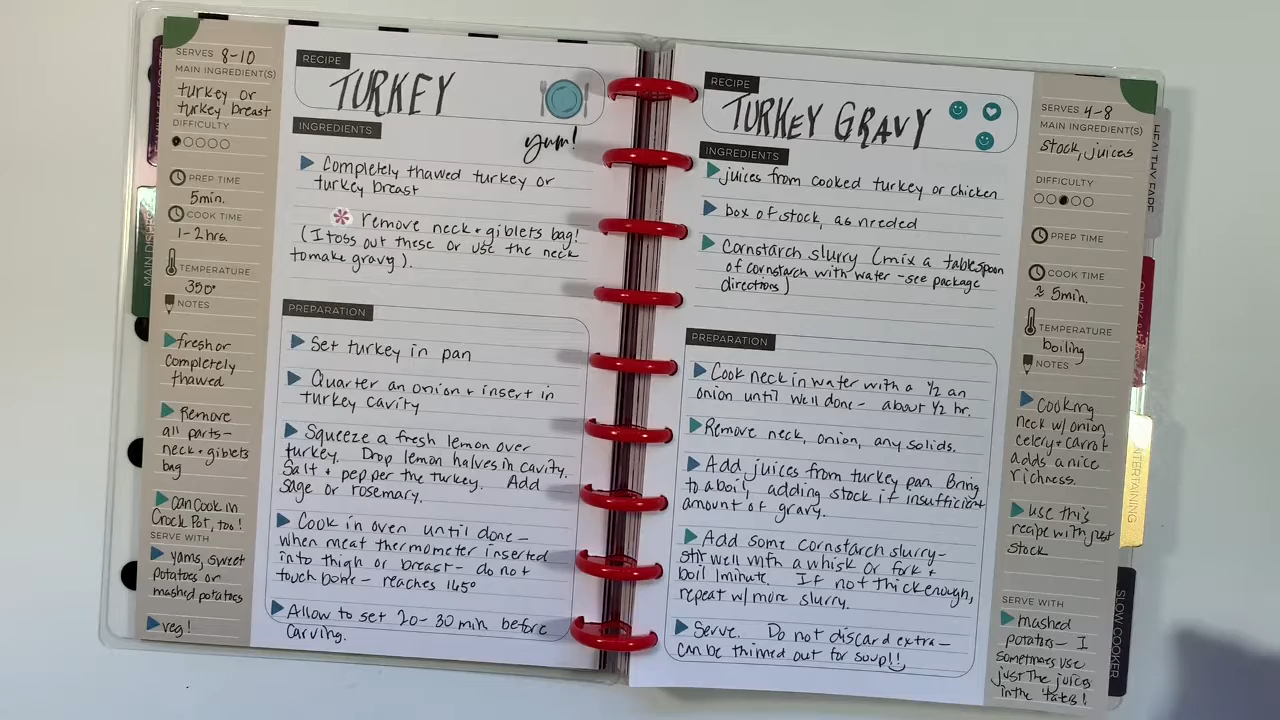 SERVES 8-10
MAIN INGREDIENT(S)
turkey or
turkey breast
DIFFICULTY
PREP TIME
5min.
COOK TIME
1-2hrs.
TEMPERATURE
350°
NOTES
fresh or
completely
thawed
Remove
all parts-
neck + giblets
bag
can cook in
Crock Pot, too!
SERVE WITH
yams, sweet
potatoes or
mashed potatoes
veg!
RECIPE
TURKEY
yum!
INGREDIENTS
Completely thawed turkey or
turkey breast
remove neck + giblets bag!
(I toss out these or use the neck
to make gravy).
PREPARATION
Set turkey in pan
Quarter an onion + insert in
turkey cavity
Squeeze a fresh lemon over
turkey. Drop lemon halves in cavity.
Salt + pepper the turkey. Add
sage or rosemary.
Cook in oven until done-
when meat thermometer inserted
into thigh or breast- do not
touch bone- reaches 165°
Allow to set 20-30 min before
carving.
RECIPE
TURKEY GRAVY
INGREDIENTS
juices from cooked turkey or chicken
box of stock, as needed
Cornstarch slurry (mix a tablespoon
of cornstarch with water -see package
directions)
PREPARATION
Cook neck in water with a 1/2 an
onion until well done- about 1/2 hr.
Remove neck, onion, any solids.
Add juices from turkey pan. Bring
to a boil, adding stock if insufficient
amount of gravy.
Add some cornstarch slurry-
stir well with a whisk or fork +
boil 1minute. If not thick enough,
repeat w/ more slurry.
Serve. Do not discard extra-
can be thinned out for soup!!
SERVES 4-8
MAIN INGREDIENT(S)
stock, juices
DIFFICULTY
PREP TIME
COOK TIME
≈ 5min.
TEMPERATURE
boiling
NOTES
Cooking
neck w/ onion,
celery + carrot
adds a nice
richness.
use this
recipe with just
stock
SERVE WITH
mashed
potatos- I
sometimes use
just the juices
in the 'tates!
MAIN DISHES
HEALTHY FARE
ENTERTAINING
SLOW COOKER